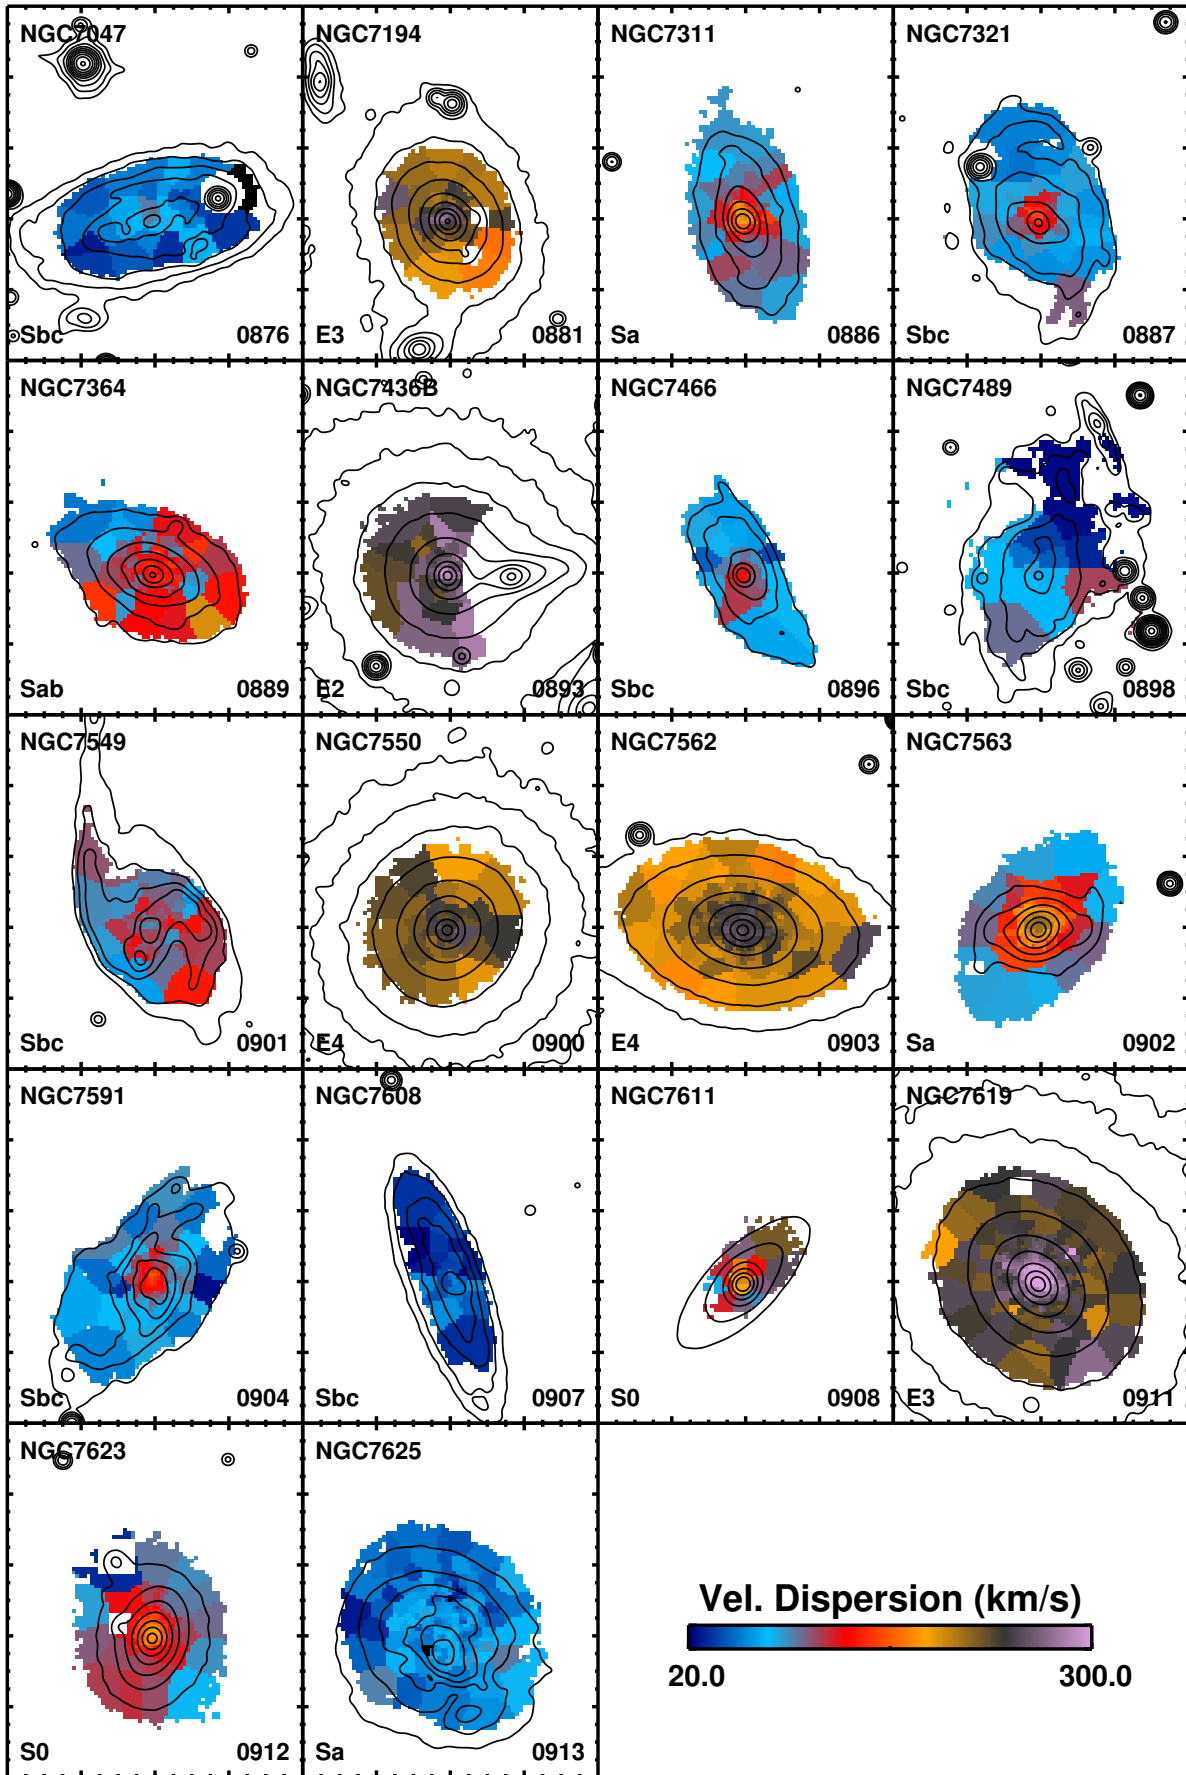 NGC7047 NGC7194 NGC7311 NGC7321
Sbc 0876 E3 0881 Sa 0886 Sbc 0887
NGC7364 NGC7436B NGC7466 NGC7489
Sab 0889 E2 0893 Sbc 0896 Sbc 0898
NGC7549 NGC7550 NGC7562 NGC7563
Sbc 0901 E4 0900 E4 0903 Sa 0902
NGC7591 NGC7608 NGC7611 NGC7619
Sbc 0904 Sbc 0907 S0 0908 E3 0911
NGC7623 NGC7625
Vel. Dispersion (km/s)
20.0 300.0
S0 0912 Sa 0913